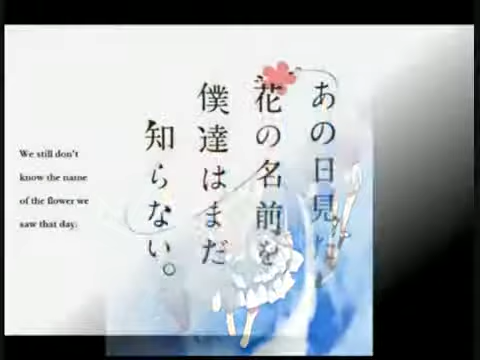 あの日見た
花の名前を
僕達はまだ
知らない。
We still don't
know the name
of the flower we
saw that day.